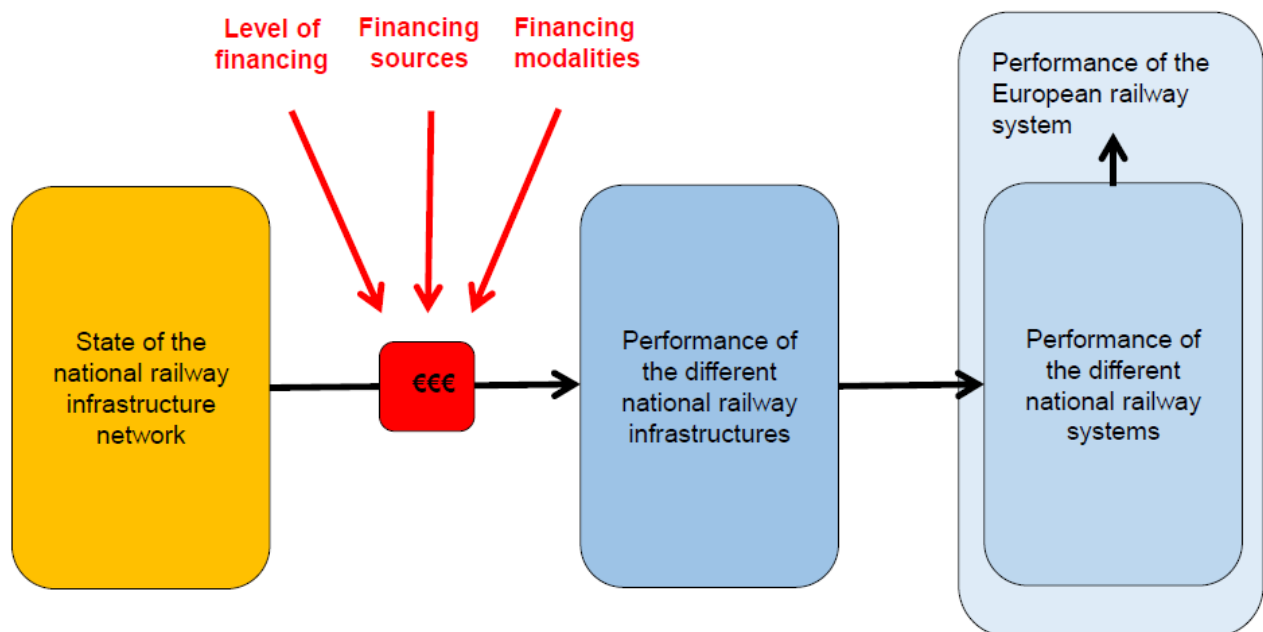 Level of
financing
Financing
sources
Financing
modalities
Performance of the
European railway
system
State of the
national railway
infrastructure
network
€€€
Performance of
the different
national railway
infrastructures
Performance of
the different
national railway
systems